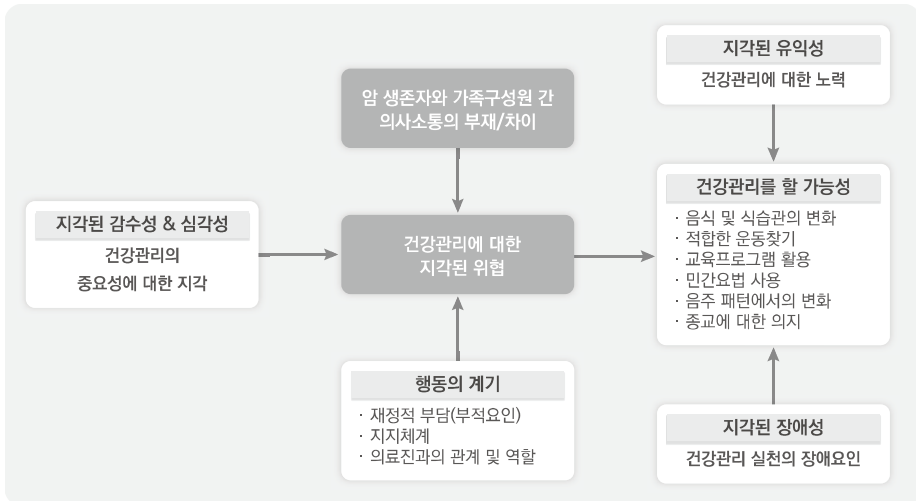 지각된 유익성
건강관리에 대한 노력
암 생존자와 가족구성원 간
의사소통의 부재/차이
건강관리를 할 가능성
· 음식 및 식습관의 변화
· 적합한 운동찾기
· 교육프로그램 활용
· 민간요법 사용
· 음주 패턴에서의 변화
· 종교에 대한 의지
지각된 감수성 & 심각성
건강관리의
중요성에 대한 지각
건강관리에 대한
지각된 위협
행동의 계기
· 재정적 부담(부적요인)
· 지지체계
· 의료진과의 관계 및 역할
지각된 장애성
건강관리 실천의 장애요인